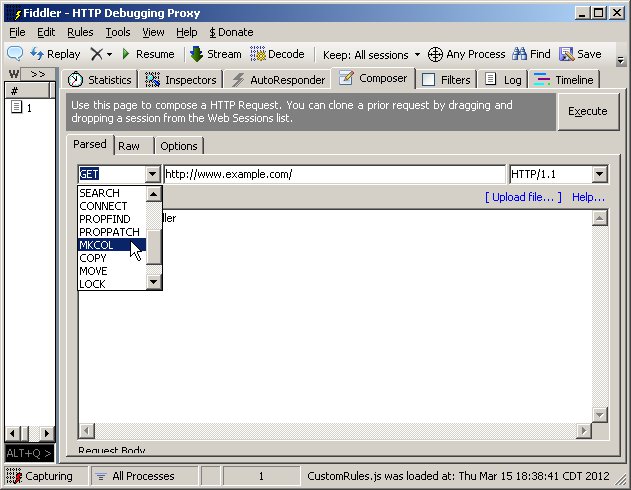 Fiddler - HTTP Debugging Proxy
File Edit Rules Tools View Help $ Donate
Replay Resume Stream Decode Keep: All sessions Any Process Find Save
W >> Statistics Inspectors AutoResponder Composer Filters Log Timeline
#
1
Use this page to compose a HTTP Request. You can clone a prior request by dragging and
dropping a session from the Web Sessions list.
Execute
Parsed Raw Options
GET http://www.example.com/ HTTP/1.1
[ Upload file... ] Help...
SEARCH
CONNECT
PROPFIND
PROPPATCH
MKCOL
COPY
MOVE
LOCK
ller
Request Body
ALT+Q >
Capturing All Processes 1 CustomRules.js was loaded at: Thu Mar 15 18:38:41 CDT 2012